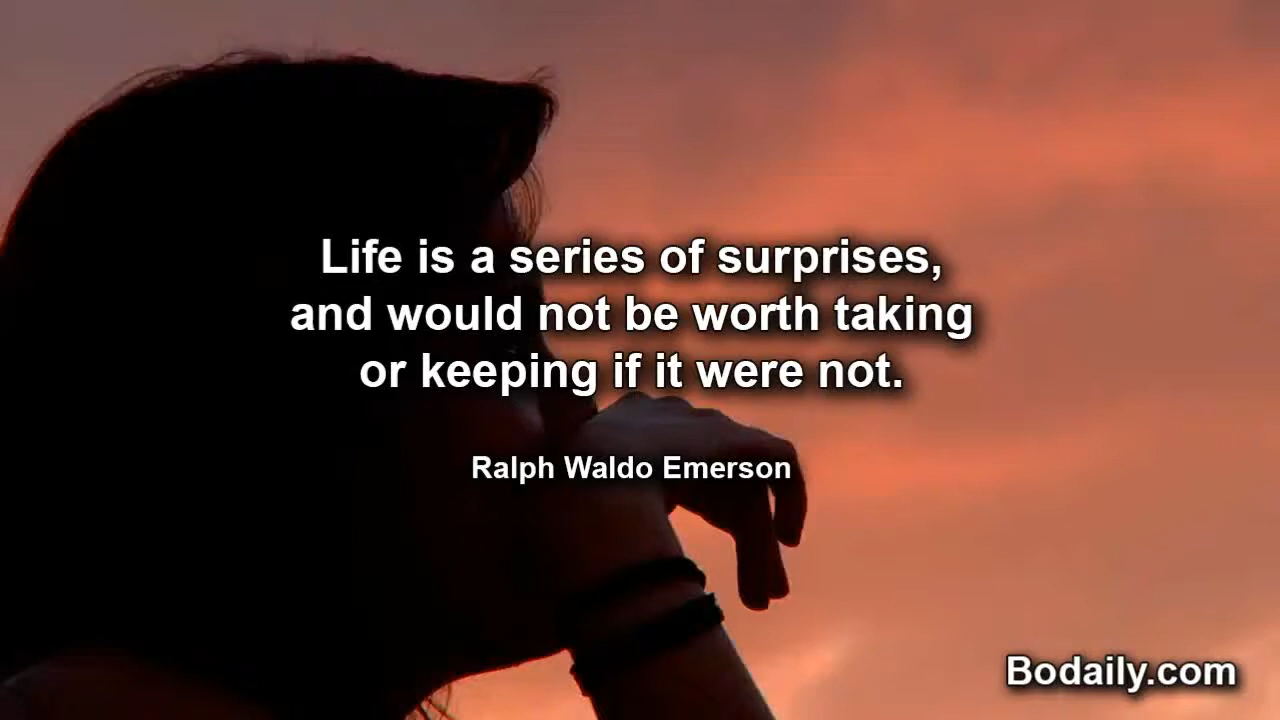 Life is a series of surprises,
and would not be worth taking
or keeping if it were not.
Ralph Waldo Emerson
Bodaily.com